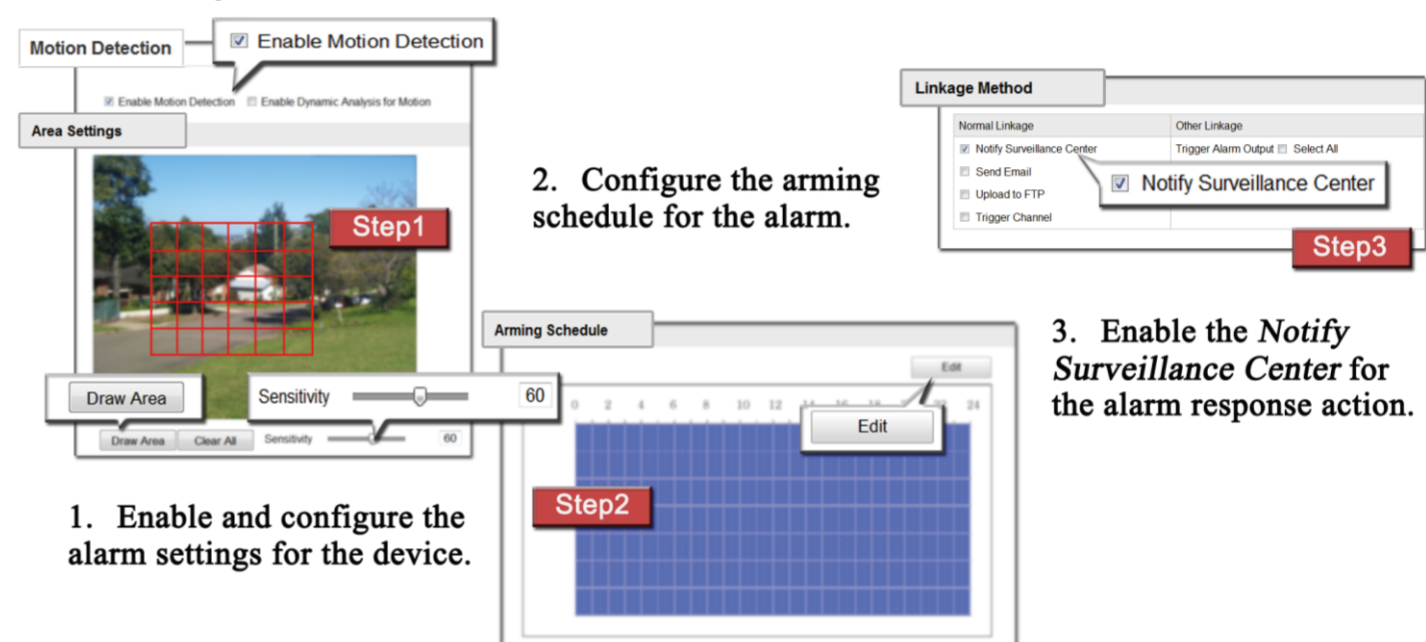 Motion Detection
Enable Motion Detection
Enable Motion Detection Enable Dynamic Analysis for Motion
Area Settings
Step1
Draw Area
Sensitivity 60
Draw Area Clear All Sensitivity 60
1. Enable and configure the
alarm settings for the device.
2. Configure the arming
schedule for the alarm.
Arming Schedule
Edit
0 2 4 6 8 10 12 14 16 18 22 24
Edit
Step2
Linkage Method
Normal Linkage Other Linkage
Notify Surveillance Center Trigger Alarm Output Select All
Send Email
Notify Surveillance Center
Upload to FTP
Trigger Channel
Step3
3. Enable the Notify
Surveillance Center for
the alarm response action.